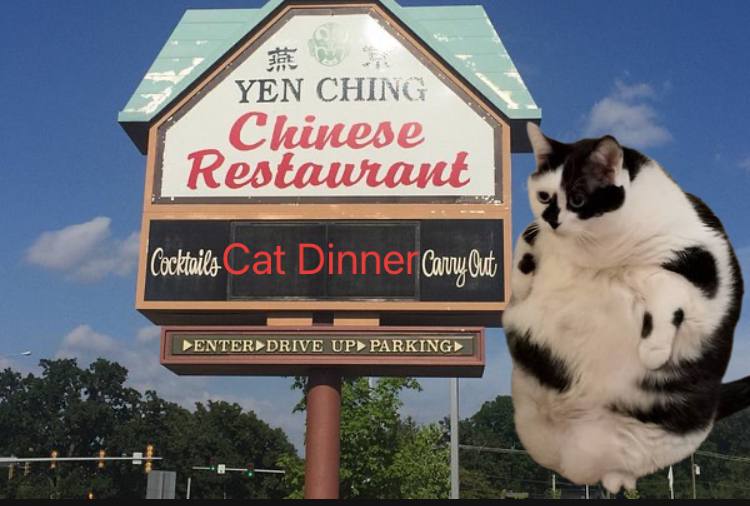 燕 京
YEN CHING
Chinese
Restaurant
Cocktails Cat Dinner Carry Out
ENTER DRIVE UP PARKING